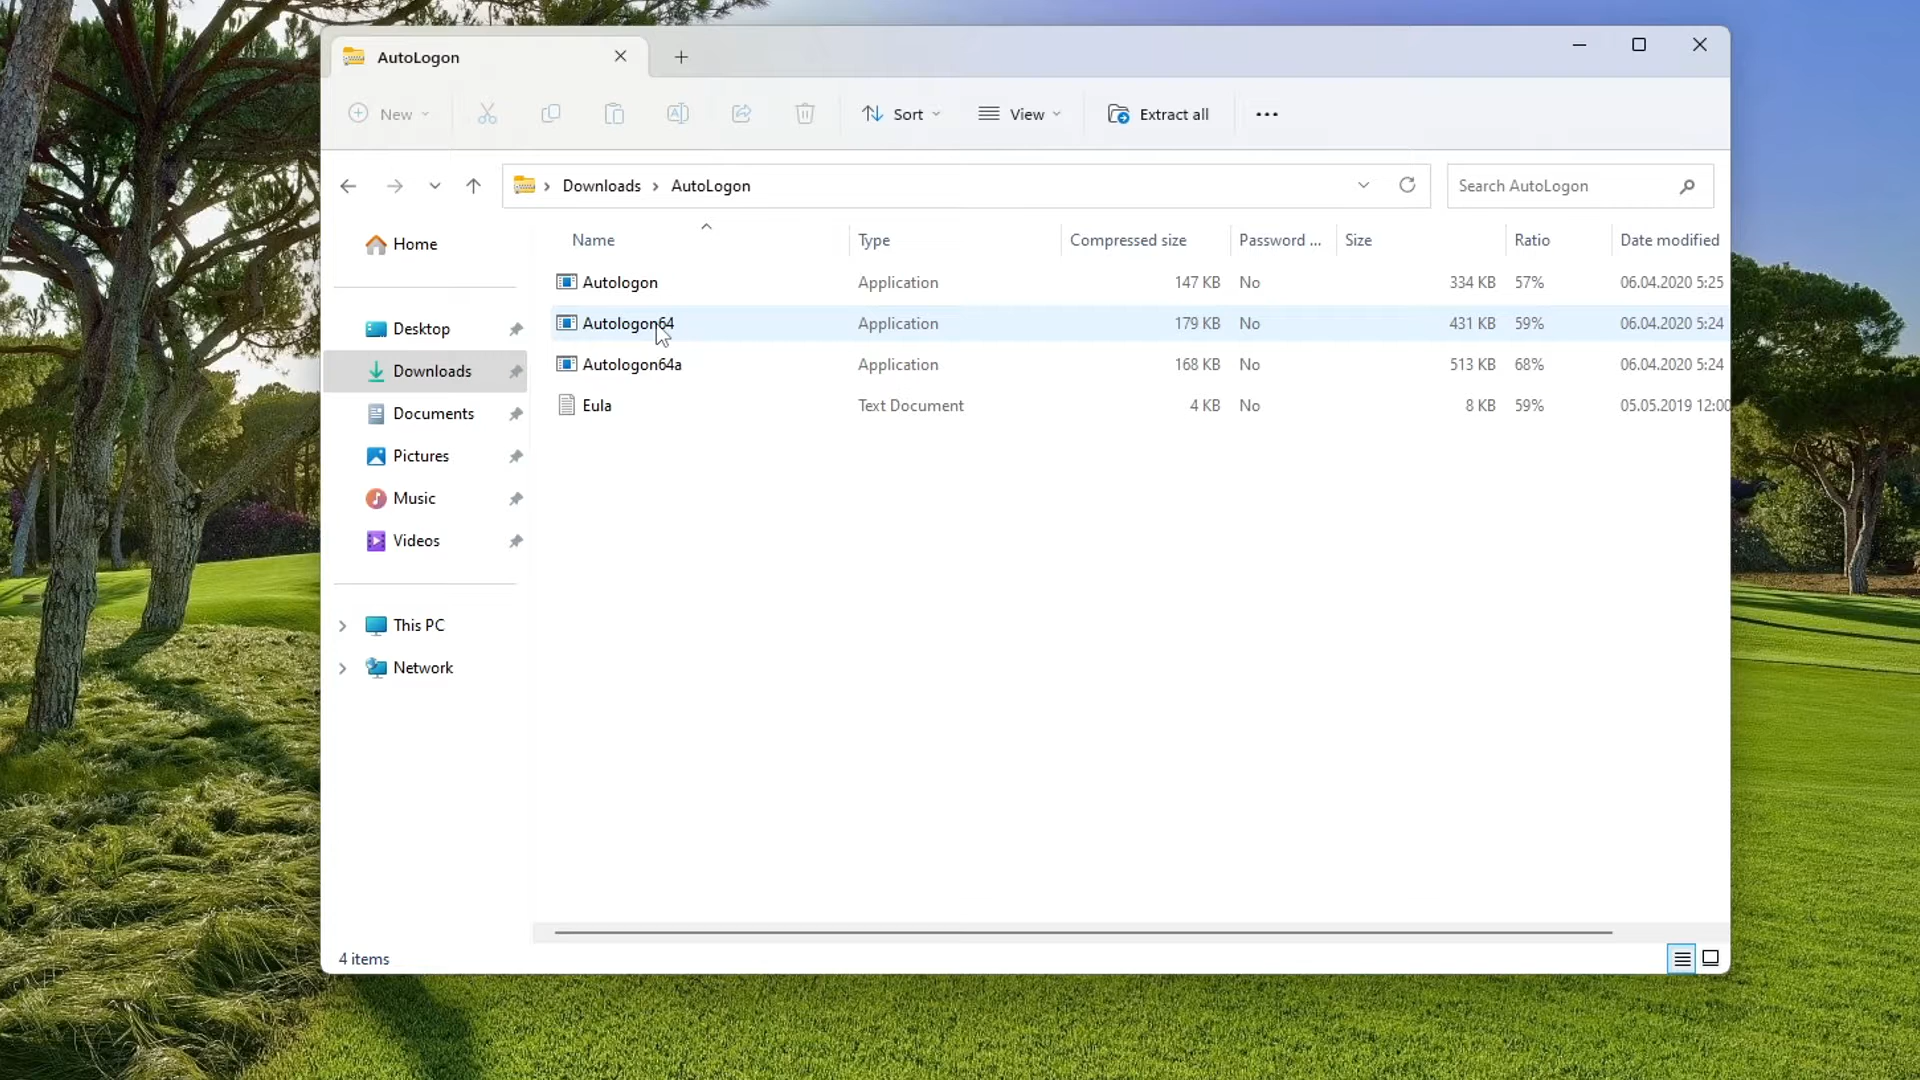 AutoLogon
New
Sort
View
Extract all
Downloads
AutoLogon
Search AutoLogon
Home
Desktop
Downloads
Documents
Pictures
Music
Videos
This PC
Network
Name Type Compressed size Password ... Size Ratio Date modified
Autologon Application 147 KB No 334 KB 57% 06.04.2020 5:25
Autologon64 Application 179 KB No 431 KB 59% 06.04.2020 5:24
Autologon64a Application 168 KB No 513 KB 68% 06.04.2020 5:24
Eula Text Document 4 KB No 8 KB 59% 05.05.2019 12:00
4 items